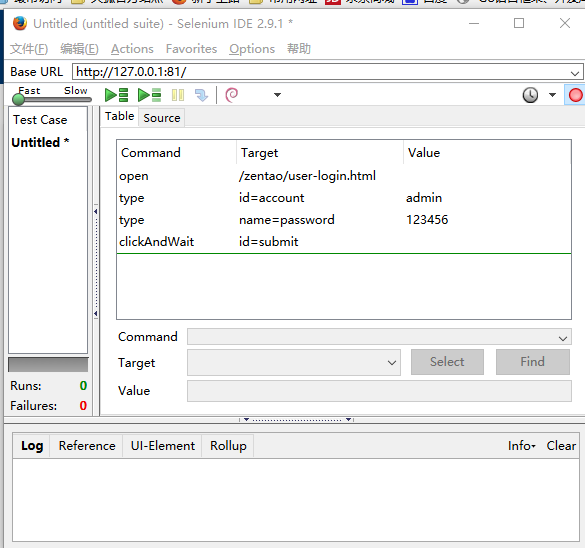 Untitled (untitled suite) - Selenium IDE 2.9.1 *
文件(F) 编辑(E) Actions Favorites Options 帮助
Base URL http://127.0.0.1:81/
Fast Slow
Test Case
Untitled *
Table Source
Command Target Value
open /zentao/user-login.html
type id=account admin
type name=password 123456
clickAndWait id=submit
Command
Target Select Find
Value
Runs: 0
Failures: 0
Log Reference UI-Element Rollup Info Clear